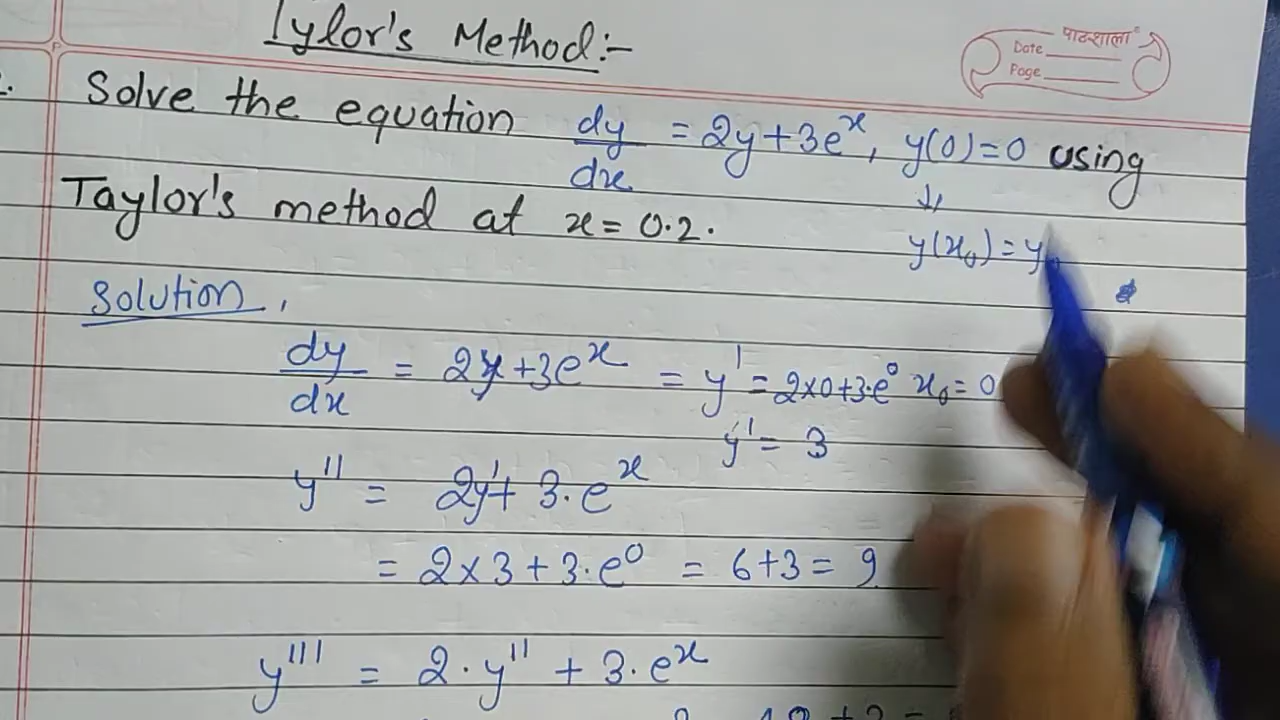 Tylor's Method:-
पाठशाला
Date
Page
Solve the equation dy/dx = 2y+3e^x, y(0)=0 using
Taylor's method at x=0.2.
y(x₀)=y
Solution,
dy/dx = 2y+3e^x = y' = 2×0+3·e^0 x₀=0
y' = 3
y'' = 2y'+ 3·e^x
= 2×3+3·e^0 = 6+3= 9
y''' = 2·y'' + 3·e^x